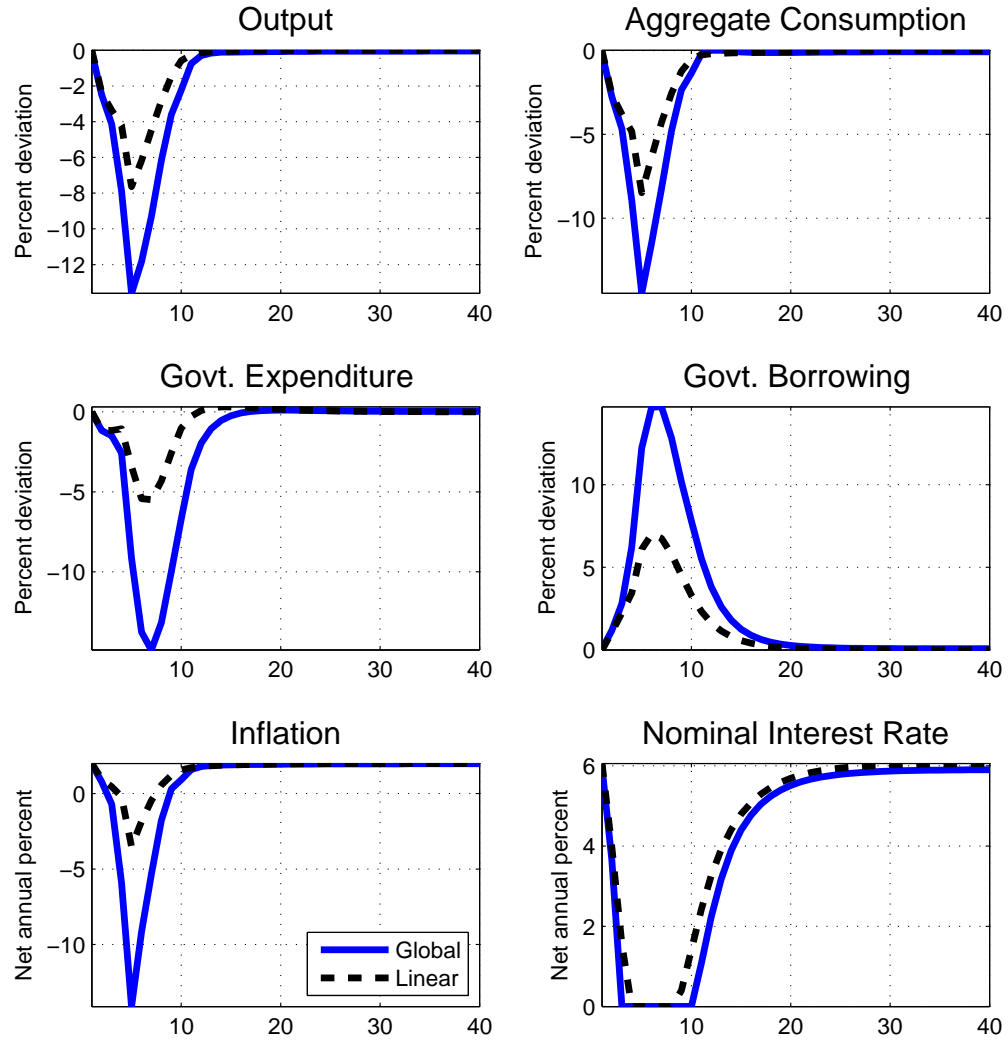 Output
Percent deviation
0
−2
−4
−6
−8
−10
−12
10 20 30 40
Aggregate Consumption
Percent deviation
0
−5
−10
10 20 30 40
Govt. Expenditure
Percent deviation
0
−5
−10
10 20 30 40
Govt. Borrowing
Percent deviation
10
5
0
10 20 30 40
Inflation
Net annual percent
0
−5
−10
Global
Linear
10 20 30 40
Nominal Interest Rate
Net annual percent
6
4
2
0
10 20 30 40